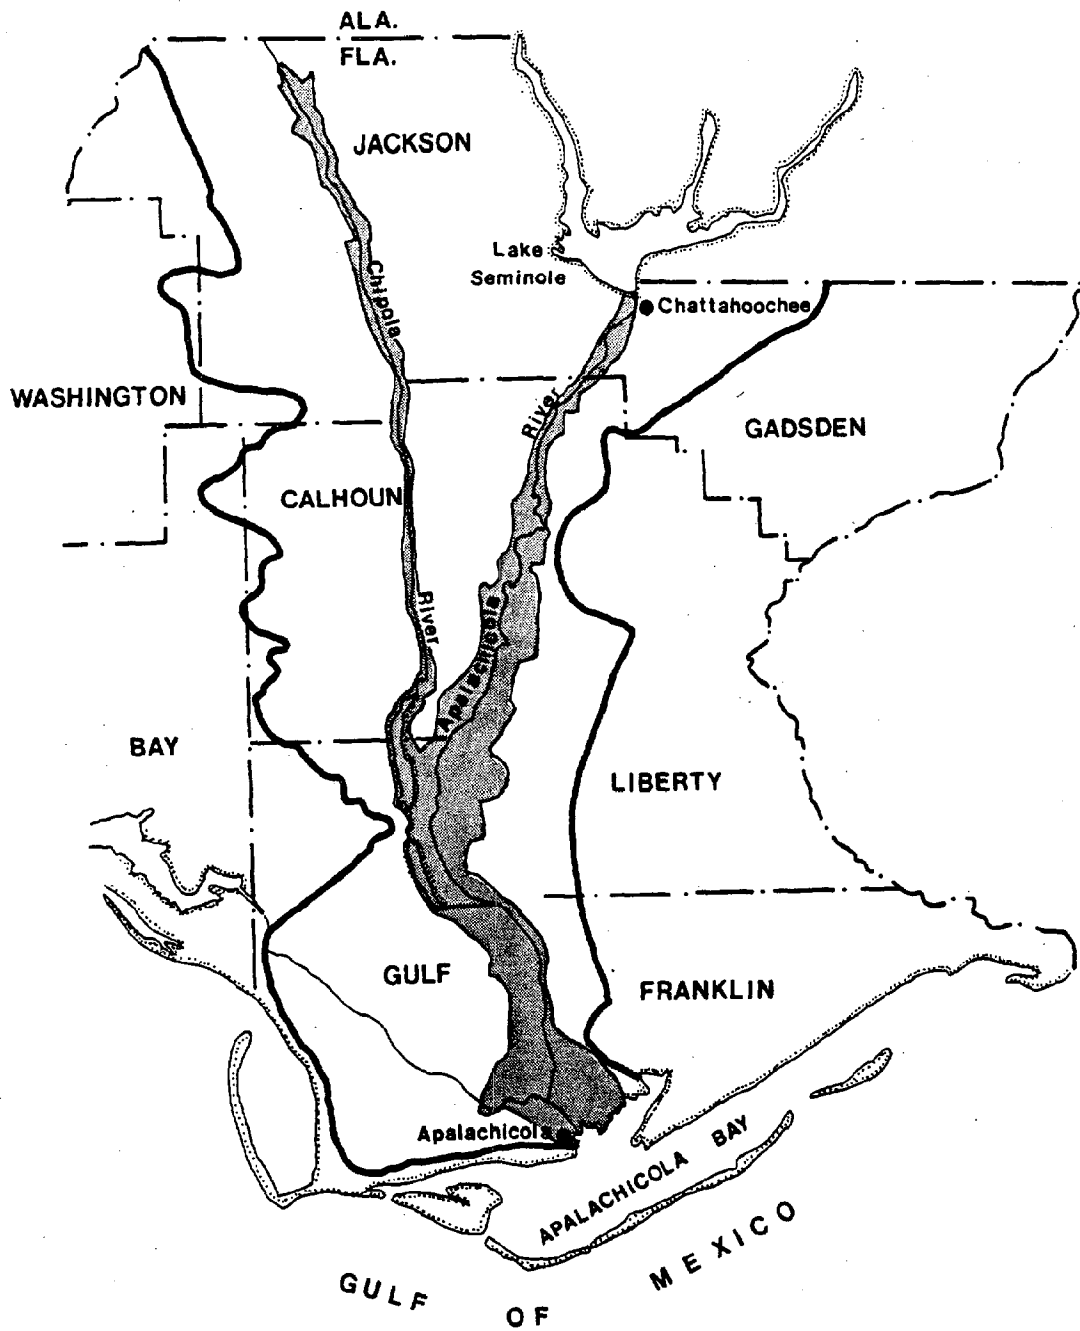 ALA.
FLA.
JACKSON
Lake
Seminole
Chattahoochee
Chipola
River
WASHINGTON
GADSDEN
CALHOUN
River
Apalachicola
BAY
LIBERTY
GULF
FRANKLIN
Apalachicola
APALACHICOLA BAY
GULF OF MEXICO